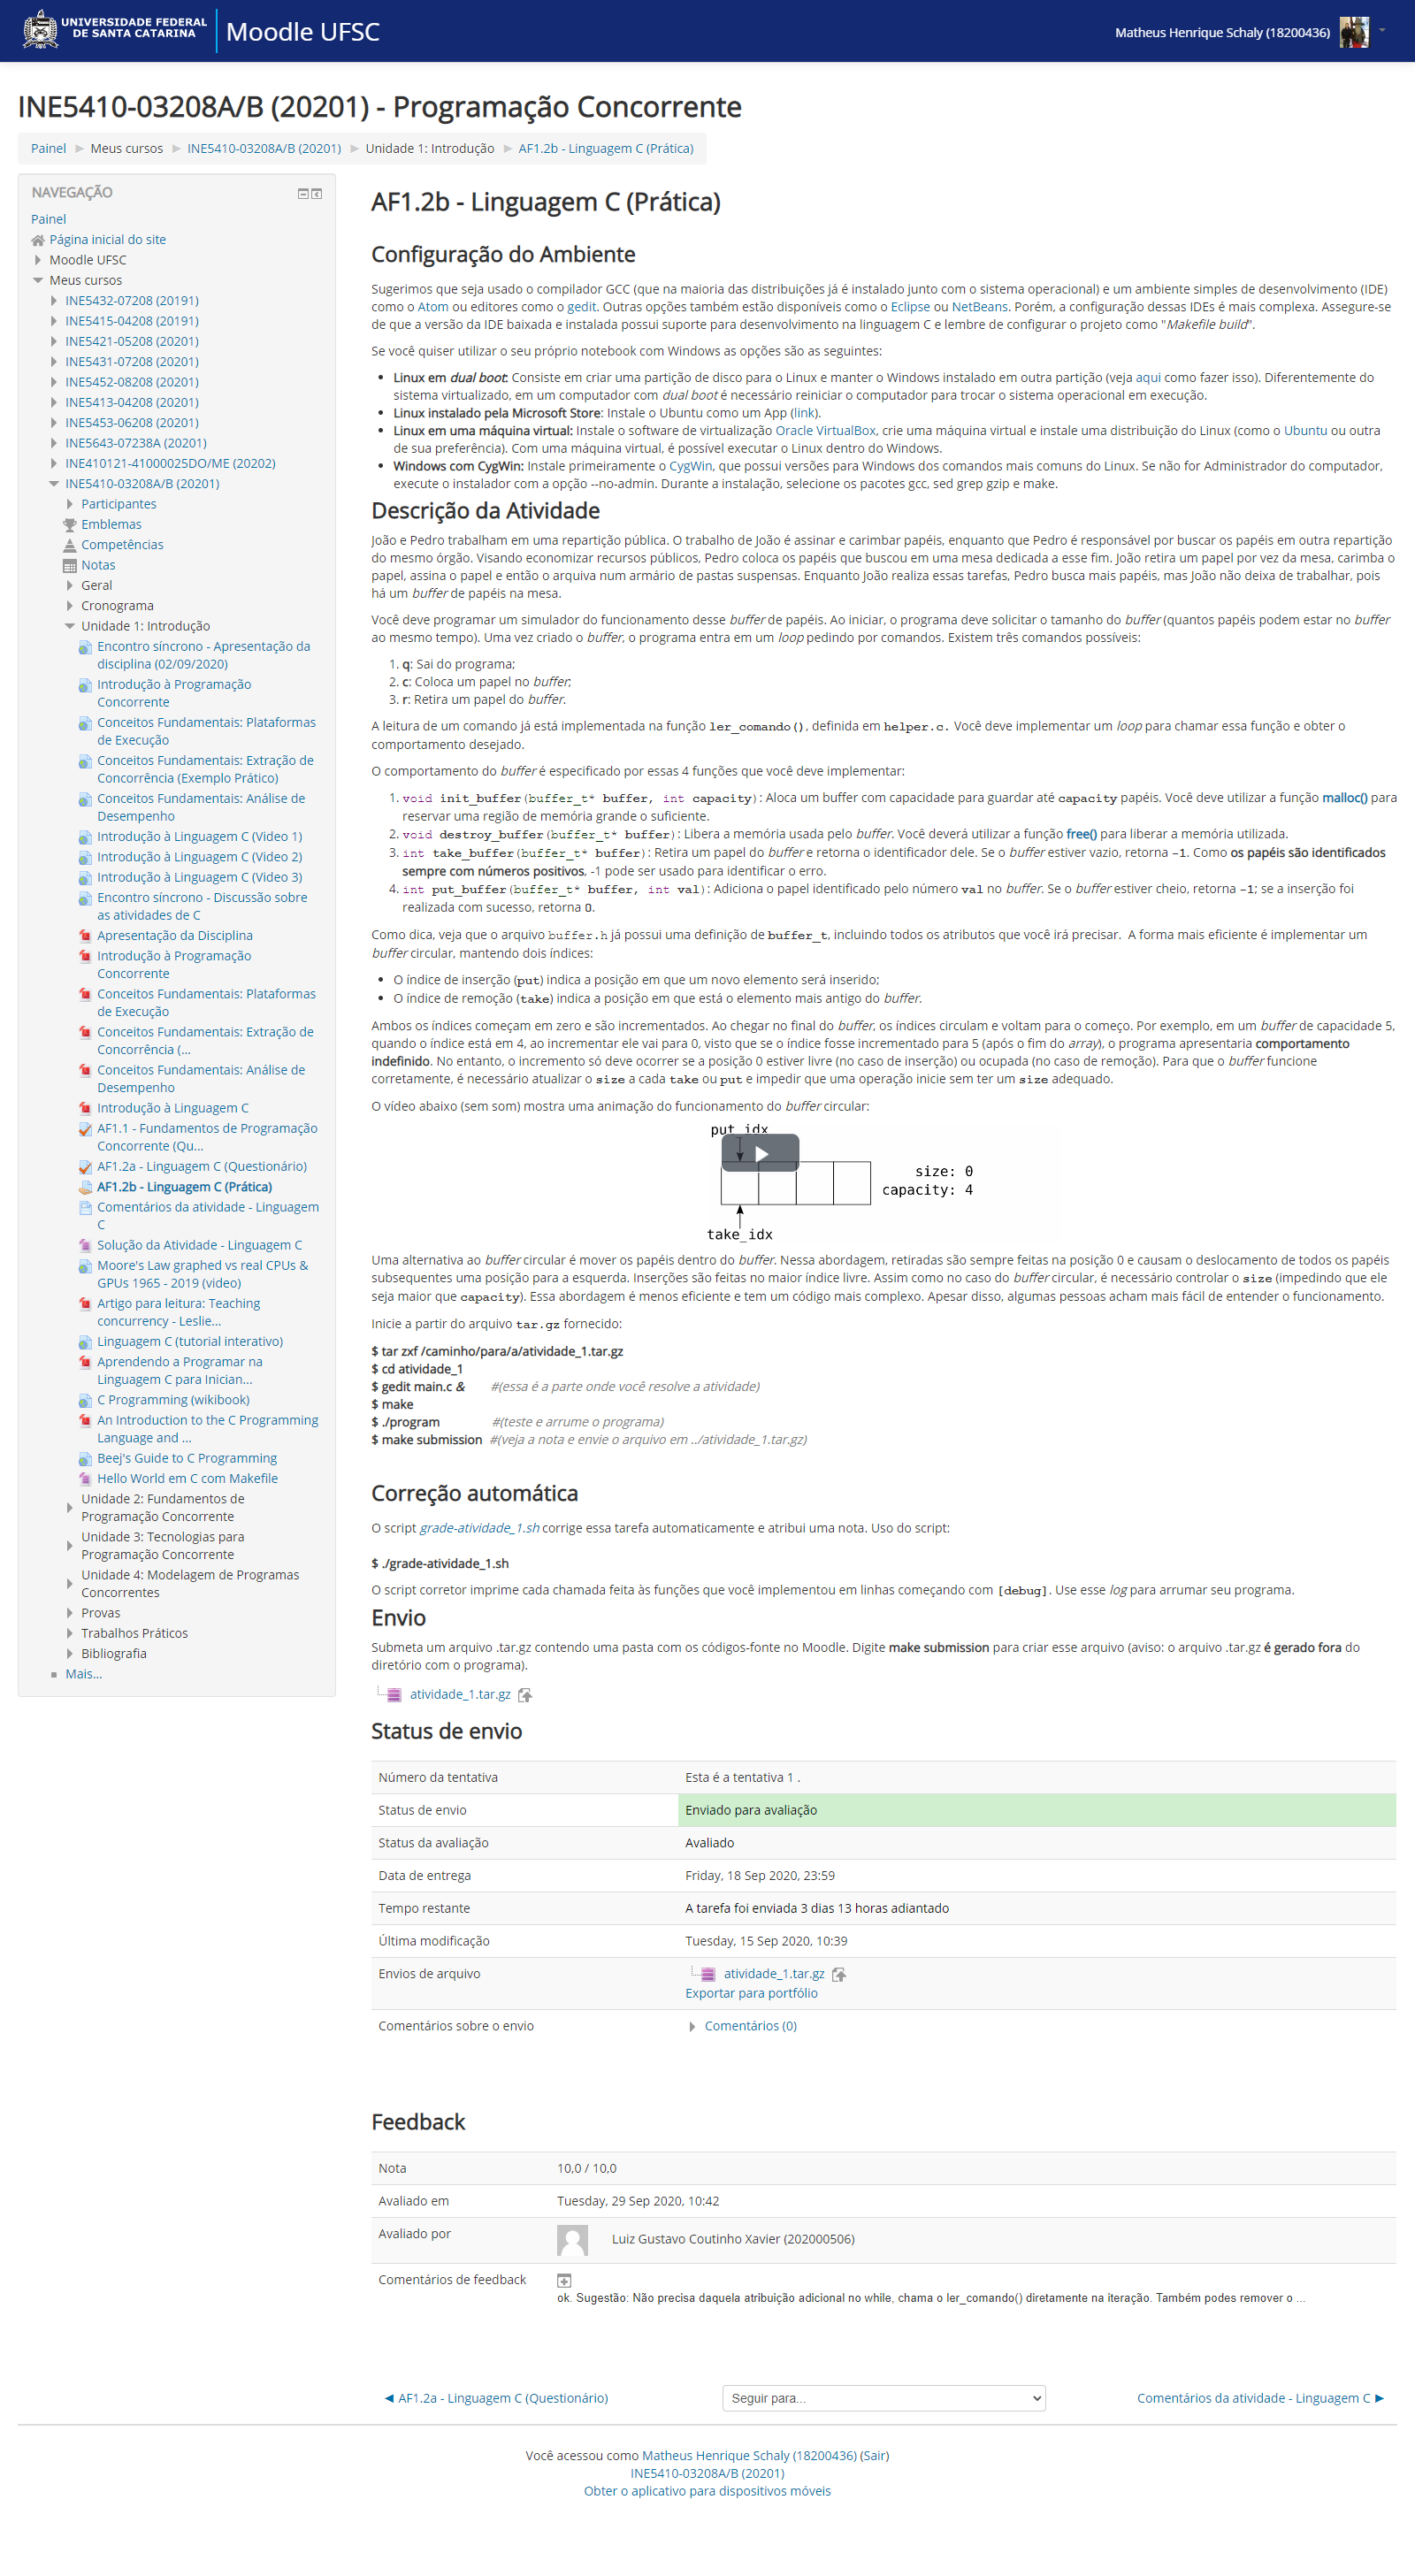 UNIVERSIDADE FEDERAL
DE SANTA CATARINA
Moodle UFSC
Matheus Henrique Schaly (18200436)
INE5410-03208A/B (20201) - Programação Concorrente
Painel ► Meus cursos ► INE5410-03208A/B (20201) ► Unidade 1: Introdução ► AF1.2b - Linguagem C (Prática)
NAVEGAÇÃO
Painel
Página inicial do site
Moodle UFSC
Meus cursos
INE5432-07208 (20191)
INE5415-04208 (20191)
INE5421-05208 (20201)
INE5431-07208 (20201)
INE5452-08208 (20201)
INE5413-04208 (20201)
INE5453-06208 (20201)
INE5643-07238A (20201)
INE410121-41000025DO/ME (20202)
INE5410-03208A/B (20201)
Participantes
Emblemas
Competências
Notas
Geral
Cronograma
Unidade 1: Introdução
Encontro síncrono - Apresentação da
disciplina (02/09/2020)
Introdução à Programação
Concorrente
Conceitos Fundamentais: Plataformas
de Execução
Conceitos Fundamentais: Extração de
Concorrência (Exemplo Prático)
Conceitos Fundamentais: Análise de
Desempenho
Introdução à Linguagem C (Video 1)
Introdução à Linguagem C (Video 2)
Introdução à Linguagem C (Video 3)
Encontro síncrono - Discussão sobre
as atividades de C
Apresentação da Disciplina
Introdução à Programação
Concorrente
Conceitos Fundamentais: Plataformas
de Execução
Conceitos Fundamentais: Extração de
Concorrência (...
Conceitos Fundamentais: Análise de
Desempenho
Introdução à Linguagem C
AF1.1 - Fundamentos de Programação
Concorrente (Qu...
AF1.2a - Linguagem C (Questionário)
AF1.2b - Linguagem C (Prática)
Comentários da atividade - Linguagem
C
Solução da Atividade - Linguagem C
Moore's Law graphed vs real CPUs &
GPUs 1965 - 2019 (video)
Artigo para leitura: Teaching
concurrency - Leslie...
Linguagem C (tutorial interativo)
Aprendendo a Programar na
Linguagem C para Inician...
C Programming (wikibook)
An Introduction to the C Programming
Language and ...
Beej's Guide to C Programming
Hello World em C com Makefile
Unidade 2: Fundamentos de
Programação Concorrente
Unidade 3: Tecnologias para
Programação Concorrente
Unidade 4: Modelagem de Programas
Concorrentes
Provas
Trabalhos Práticos
Bibliografia
Mais...
AF1.2b - Linguagem C (Prática)
Configuração do Ambiente
Sugerimos que seja usado o compilador GCC (que na maioria das distribuições já é instalado junto com o sistema operacional) e um ambiente simples de desenvolvimento (IDE)
como o Atom ou editores como o gedit. Outras opções também estão disponíveis como o Eclipse ou NetBeans. Porém, a configuração dessas IDEs é mais complexa. Assegure-se
de que a versão da IDE baixada e instalada possui suporte para desenvolvimento na linguagem C e lembre de configurar o projeto como "Makefile build".
Se você quiser utilizar o seu próprio notebook com Windows as opções são as seguintes:
• Linux em dual boot: Consiste em criar uma partição de disco para o Linux e manter o Windows instalado em outra partição (veja aqui como fazer isso). Diferentemente do
sistema virtualizado, em um computador com dual boot é necessário reiniciar o computador para trocar o sistema operacional em execução.
• Linux instalado pela Microsoft Store: Instale o Ubuntu como um App (link).
• Linux em uma máquina virtual: Instale o software de virtualização Oracle VirtualBox, crie uma máquina virtual e instale uma distribuição do Linux (como o Ubuntu ou outra
de sua preferência). Com uma máquina virtual, é possível executar o Linux dentro do Windows.
• Windows com CygWin: Instale primeiramente o CygWin, que possui versões para Windows dos comandos mais comuns do Linux. Se não for Administrador do computador,
execute o instalador com a opção --no-admin. Durante a instalação, selecione os pacotes gcc, sed grep gzip e make.
Descrição da Atividade
João e Pedro trabalham em uma repartição pública. O trabalho de João é assinar e carimbar papéis, enquanto que Pedro é responsável por buscar os papéis em outra repartição
do mesmo órgão. Visando economizar recursos públicos, Pedro coloca os papéis que buscou em uma mesa dedicada a esse fim. João retira um papel por vez da mesa, carimba o
papel, assina o papel e então o arquiva num armário de pastas suspensas. Enquanto João realiza essas tarefas, Pedro busca mais papéis, mas João não deixa de trabalhar, pois
há um buffer de papéis na mesa.
Você deve programar um simulador do funcionamento desse buffer de papéis. Ao iniciar, o programa deve solicitar o tamanho do buffer (quantos papéis podem estar no buffer
ao mesmo tempo). Uma vez criado o buffer, o programa entra em um loop pedindo por comandos. Existem três comandos possíveis:
1. q: Sai do programa;
2. c: Coloca um papel no buffer;
3. r: Retira um papel do buffer.
A leitura de um comando já está implementada na função ler_comando(), definida em helper.c. Você deve implementar um loop para chamar essa função e obter o
comportamento desejado.
O comportamento do buffer é especificado por essas 4 funções que você deve implementar:
1. void init_buffer(buffer_t* buffer, int capacity): Aloca um buffer com capacidade para guardar até capacity papéis. Você deve utilizar a função malloc() para
reservar uma região de memória grande o suficiente.
2. void destroy_buffer(buffer_t* buffer): Libera a memória usada pelo buffer. Você deverá utilizar a função free() para liberar a memória utilizada.
3. int take_buffer(buffer_t* buffer): Retira um papel do buffer e retorna o identificador dele. Se o buffer estiver vazio, retorna -1. Como os papéis são identificados
sempre com números positivos, -1 pode ser usado para identificar o erro.
4. int put_buffer(buffer_t* buffer, int val): Adiciona o papel identificado pelo número val no buffer. Se o buffer estiver cheio, retorna -1; se a inserção foi
realizada com sucesso, retorna 0.
Como dica, veja que o arquivo buffer.h já possui uma definição de buffer_t, incluindo todos os atributos que você irá precisar. A forma mais eficiente é implementar um
buffer circular, mantendo dois índices:
• O índice de inserção (put) indica a posição em que um novo elemento será inserido;
• O índice de remoção (take) indica a posição em que está o elemento mais antigo do buffer.
Ambos os índices começam em zero e são incrementados. Ao chegar no final do buffer, os índices circulam e voltam para o começo. Por exemplo, em um buffer de capacidade 5,
quando o índice está em 4, ao incrementar ele vai para 0, visto que se o índice fosse incrementado para 5 (após o fim do array), o programa apresentaria comportamento
indefinido. No entanto, o incremento só deve ocorrer se a posição 0 estiver livre (no caso de inserção) ou ocupada (no caso de remoção). Para que o buffer funcione
corretamente, é necessário atualizar o size a cada take ou put e impedir que uma operação inicie sem ter um size adequado.
O vídeo abaixo (sem som) mostra uma animação do funcionamento do buffer circular:
put_idx
size: 0
capacity: 4
take_idx
Uma alternativa ao buffer circular é mover os papéis dentro do buffer. Nessa abordagem, retiradas são sempre feitas na posição 0 e causam o deslocamento de todos os papéis
subsequentes uma posição para a esquerda. Inserções são feitas no maior índice livre. Assim como no caso do buffer circular, é necessário controlar o size (impedindo que ele
seja maior que capacity). Essa abordagem é menos eficiente e tem um código mais complexo. Apesar disso, algumas pessoas acham mais fácil de entender o funcionamento.
Inicie a partir do arquivo tar.gz fornecido:
$ tar zxf /caminho/para/a/atividade_1.tar.gz
$ cd atividade_1
$ gedit main.c & #(essa é a parte onde você resolve a atividade)
$ make
$ ./program #(teste e arrume o programa)
$ make submission #(veja a nota e envie o arquivo em ../atividade_1.tar.gz)
Correção automática
O script grade-atividade_1.sh corrige essa tarefa automaticamente e atribui uma nota. Uso do script:
$ ./grade-atividade_1.sh
O script corretor imprime cada chamada feita às funções que você implementou em linhas começando com [debug]. Use esse log para arrumar seu programa.
Envio
Submeta um arquivo .tar.gz contendo uma pasta com os códigos-fonte no Moodle. Digite make submission para criar esse arquivo (aviso: o arquivo .tar.gz é gerado fora do
diretório com o programa).
atividade_1.tar.gz
Status de envio
Número da tentativa Esta é a tentativa 1 .
Status de envio Enviado para avaliação
Status da avaliação Avaliado
Data de entrega Friday, 18 Sep 2020, 23:59
Tempo restante A tarefa foi enviada 3 dias 13 horas adiantado
Última modificação Tuesday, 15 Sep 2020, 10:39
Envios de arquivo atividade_1.tar.gz
Exportar para portfólio
Comentários sobre o envio Comentários (0)
Feedback
Nota 10,0 / 10,0
Avaliado em Tuesday, 29 Sep 2020, 10:42
Avaliado por Luiz Gustavo Coutinho Xavier (202000506)
Comentários de feedback
ok. Sugestão: Não precisa daquela atribuição adicional no while, chama o ler_comando() diretamente na iteração. Também podes remover o ...
◄ AF1.2a - Linguagem C (Questionário) Seguir para... Comentários da atividade - Linguagem C ►
Você acessou como Matheus Henrique Schaly (18200436) (Sair)
INE5410-03208A/B (20201)
Obter o aplicativo para dispositivos móveis